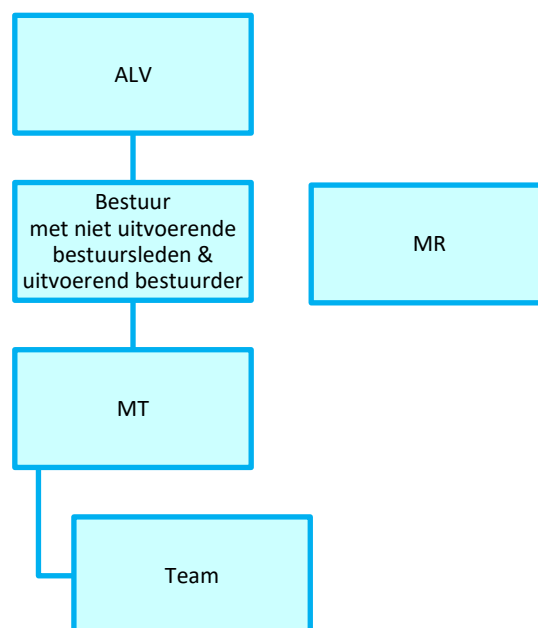 ALV
Bestuur
met niet uitvoerende
bestuursleden &
uitvoerend bestuurder
MR
MT
Team